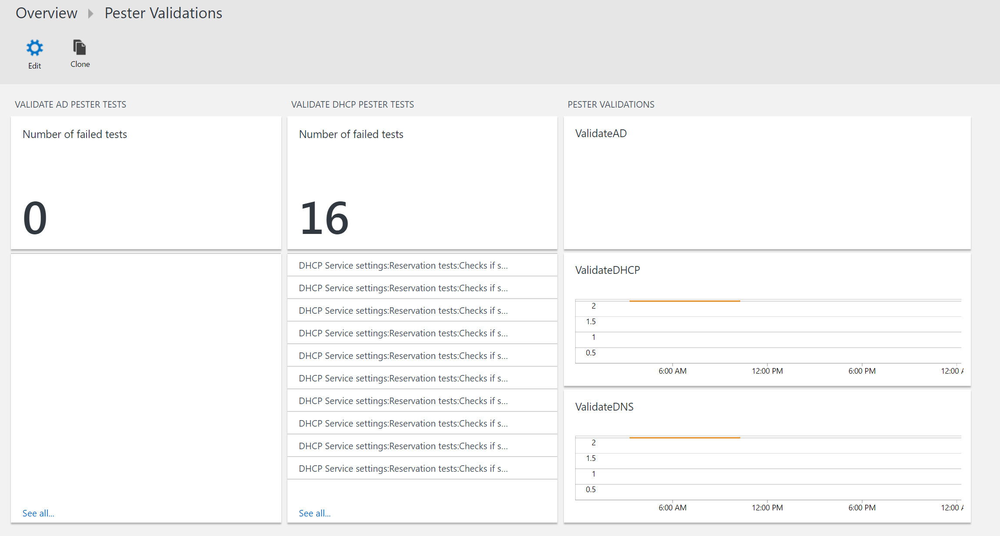 Overview
Pester Validations
Edit
Clone
VALIDATE AD PESTER TESTS
Number of failed tests
0
See all...
VALIDATE DHCP PESTER TESTS
Number of failed tests
16
DHCP Service settings:Reservation tests:Checks if s...
DHCP Service settings:Reservation tests:Checks if s...
DHCP Service settings:Reservation tests:Checks if s...
DHCP Service settings:Reservation tests:Checks if s...
DHCP Service settings:Reservation tests:Checks if s...
DHCP Service settings:Reservation tests:Checks if s...
DHCP Service settings:Reservation tests:Checks if s...
DHCP Service settings:Reservation tests:Checks if s...
DHCP Service settings:Reservation tests:Checks if s...
DHCP Service settings:Reservation tests:Checks if s...
See all...
PESTER VALIDATIONS
ValidateAD
ValidateDHCP
2
1.5
1
0.5
6:00 AM 12:00 PM 6:00 PM 12:00
ValidateDNS
2
1.5
1
0.5
6:00 AM 12:00 PM 6:00 PM 12:00